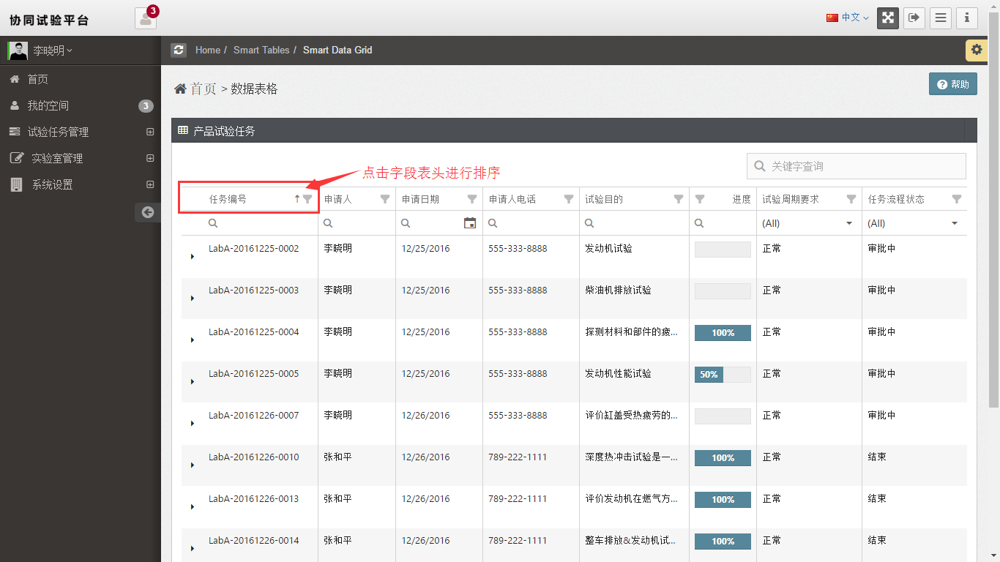 协同试验平台
3
中文
李晓明
Home / Smart Tables / Smart Data Grid
首页
我的空间 3
试验任务管理
实验室管理
系统设置
首页 > 数据表格
帮助
产品试验任务
关键字查询
点击字段表头进行排序
任务编号 申请人 申请日期 申请人电话 试验目的 进度 试验周期要求 任务流程状态
(All) (All)
LabA-20161225-0002 李晓明 12/25/2016 555-333-8888 发动机试验 正常 审批中
LabA-20161225-0003 李晓明 12/25/2016 555-333-8888 柴油机排放试验 正常 审批中
LabA-20161225-0004 李晓明 12/25/2016 555-333-8888 探测材料和部件的疲... 100% 正常 审批中
LabA-20161225-0005 李晓明 12/25/2016 555-333-8888 发动机性能试验 50% 正常 审批中
LabA-20161226-0007 李晓明 12/26/2016 555-333-8888 评价缸盖受热疲劳的... 正常 审批中
LabA-20161226-0010 张和平 12/26/2016 789-222-1111 深度热冲击试验是一... 100% 正常 结束
LabA-20161226-0013 张和平 12/26/2016 789-222-1111 评价发动机在燃气方... 100% 正常 结束
LabA-20161226-0014 张和平 12/26/2016 789-222-1111 整车排放&发动机试... 100% 正常 结束